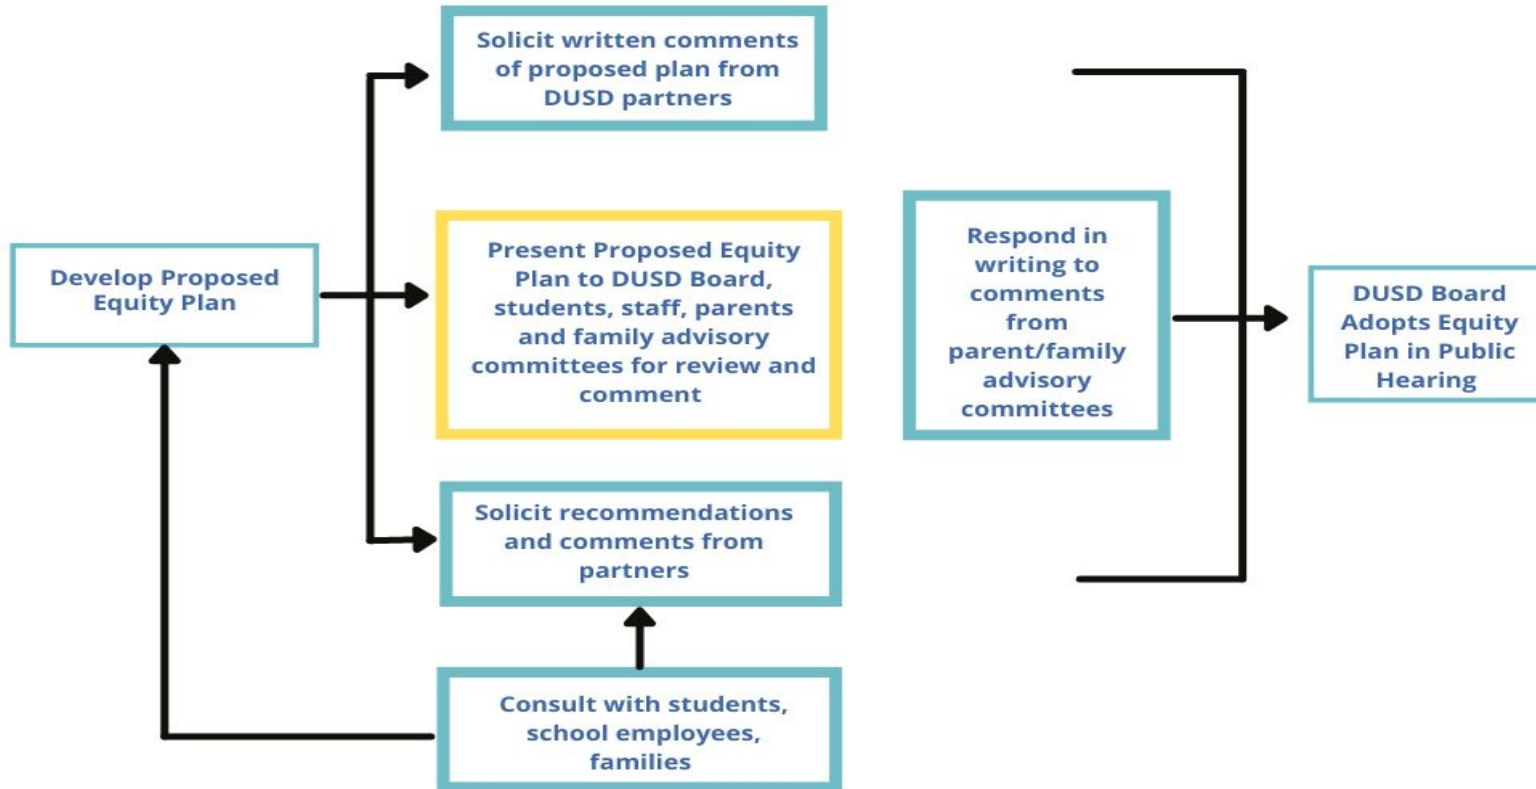 Solicit written comments
of proposed plan from
DUSD partners
Develop Proposed
Equity Plan
Present Proposed Equity
Plan to DUSD Board,
students, staff, parents
and family advisory
committees for review and
comment
Respond in
writing to
comments
from
parent/family
advisory
committees
DUSD Board
Adopts Equity
Plan in Public
Hearing
Solicit recommendations
and comments from
partners
Consult with students,
school employees,
families